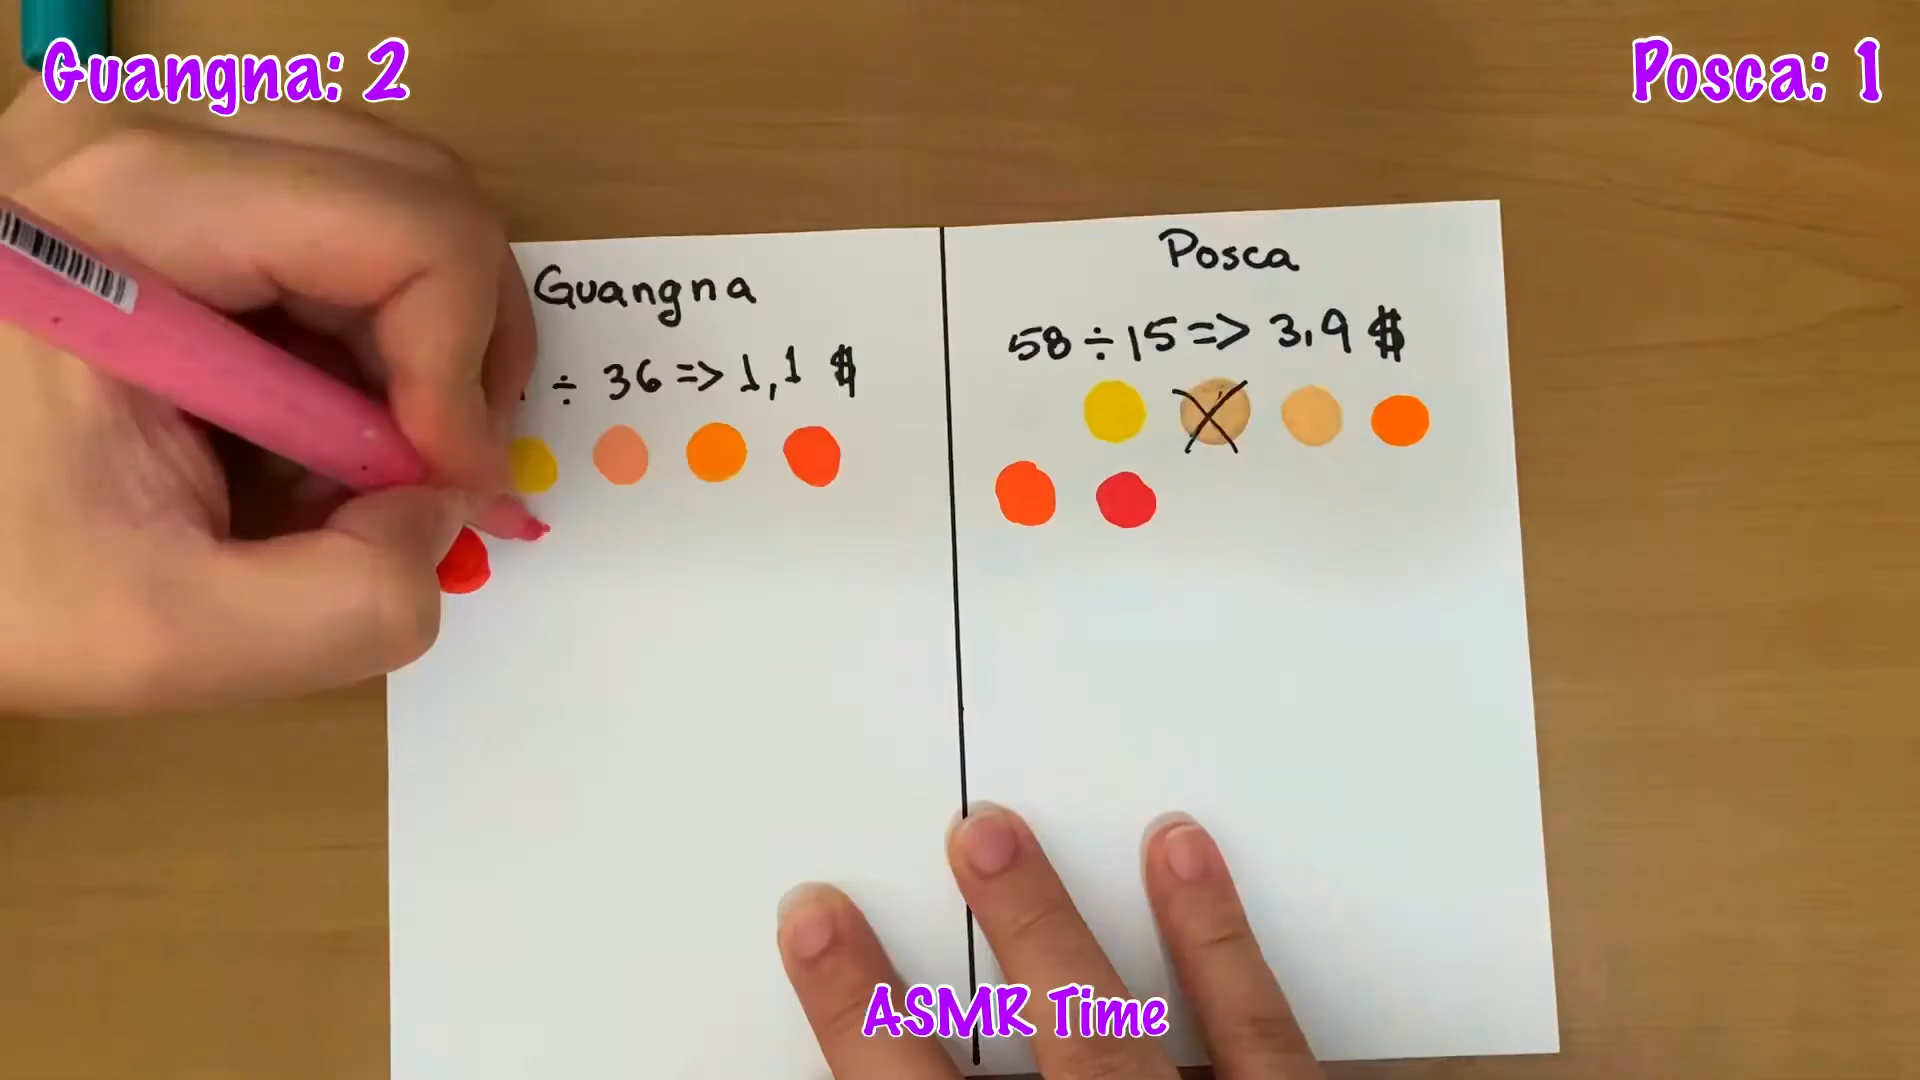 Guangna: 2
Posca: 1
Guangna
÷ 36 => 1,1 $
Posca
58 ÷ 15 => 3,9 $
ASMR Time